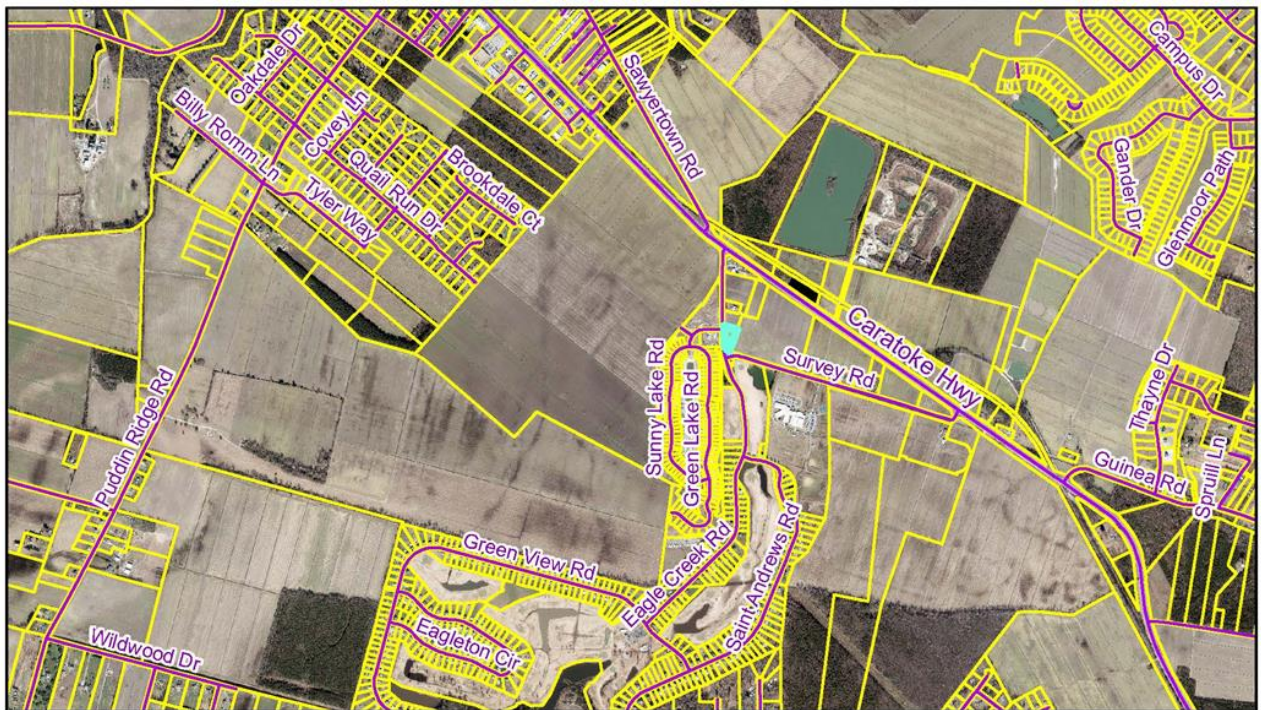 Oakdale Dr
Billy Romm Ln
Covey Ln
Quail Run Dr
Tyler Way
Brookdale Ct
Sawyertown Rd
Campus Dr
Gander Dr
Glenmoor Path
Puddin Ridge Rd
Sunny Lake Rd
Green Lake Rd
Survey Rd
Caratoke Hwy
Thayne Dr
Guinea Rd
Spruill Ln
Green View Rd
Eagle Creek Rd
Saint Andrews Rd
Eagleton Cir
Wildwood Dr